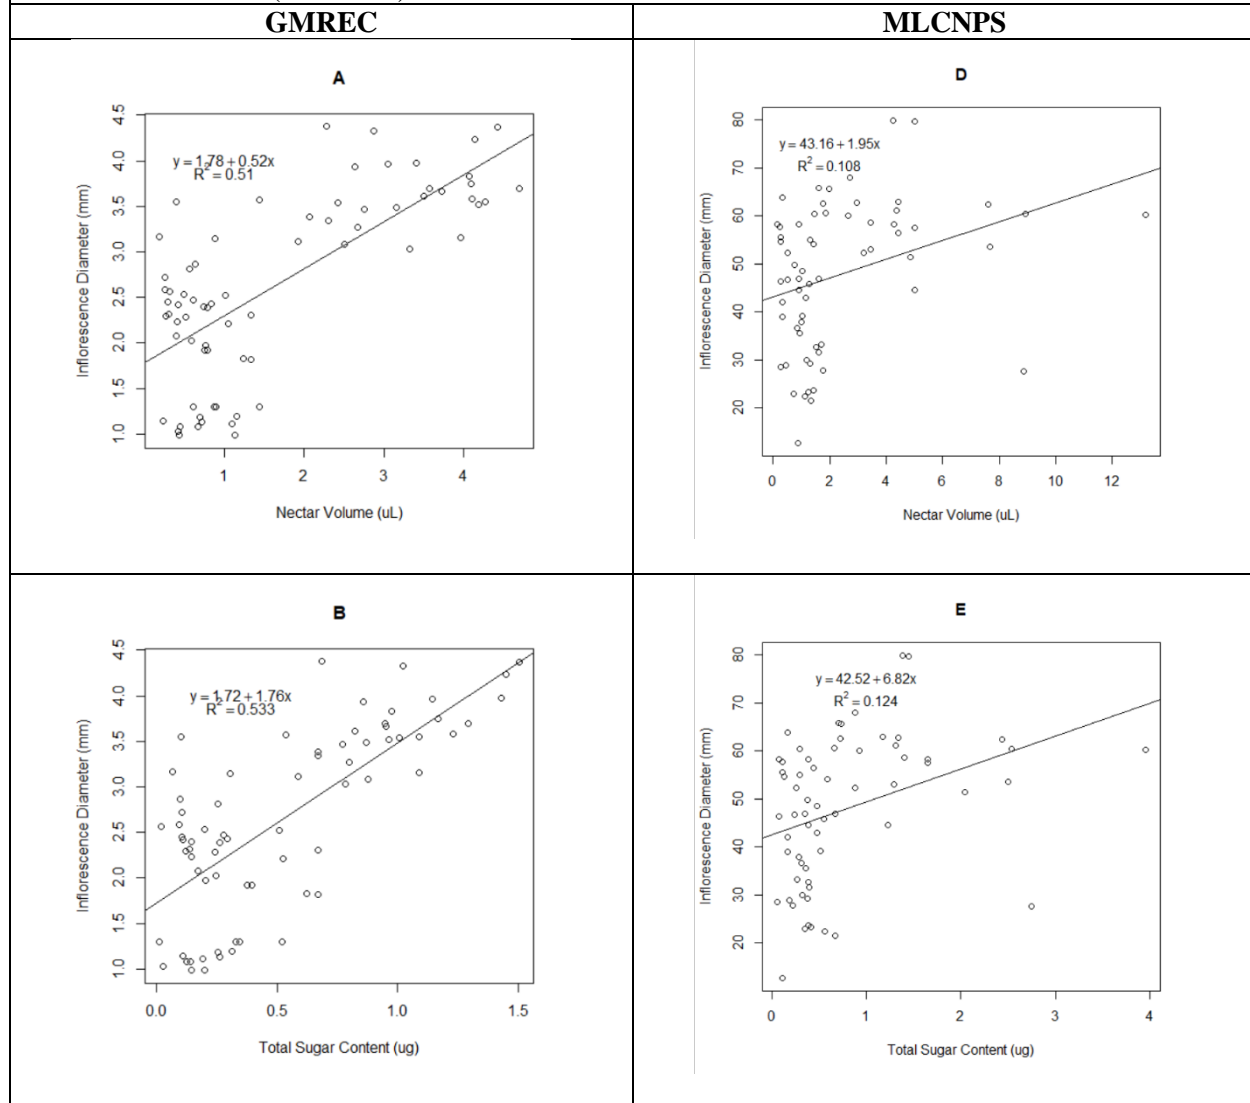 GMREC
MLCNPS
A
4.5
4.0
3.5
3.0
2.5
2.0
1.5
1.0
Inflorescence Diameter (mm)
y = 1.78 + 0.52x
R² = 0.51
1 2 3 4
Nectar Volume (uL)
D
80
70
60
50
40
30
20
Inflorescence Diameter (mm)
y = 43.16 + 1.95x
R² = 0.108
0 2 4 6 8 10 12
Nectar Volume (uL)
B
4.5
4.0
3.5
3.0
2.5
2.0
1.5
1.0
Inflorescence Diameter (mm)
y = 1.72 + 1.76x
R² = 0.533
0.0 0.5 1.0 1.5
Total Sugar Content (ug)
E
80
70
60
50
40
30
20
Inflorescence Diameter (mm)
y = 42.52 + 6.82x
R² = 0.124
0 1 2 3 4
Total Sugar Content (ug)